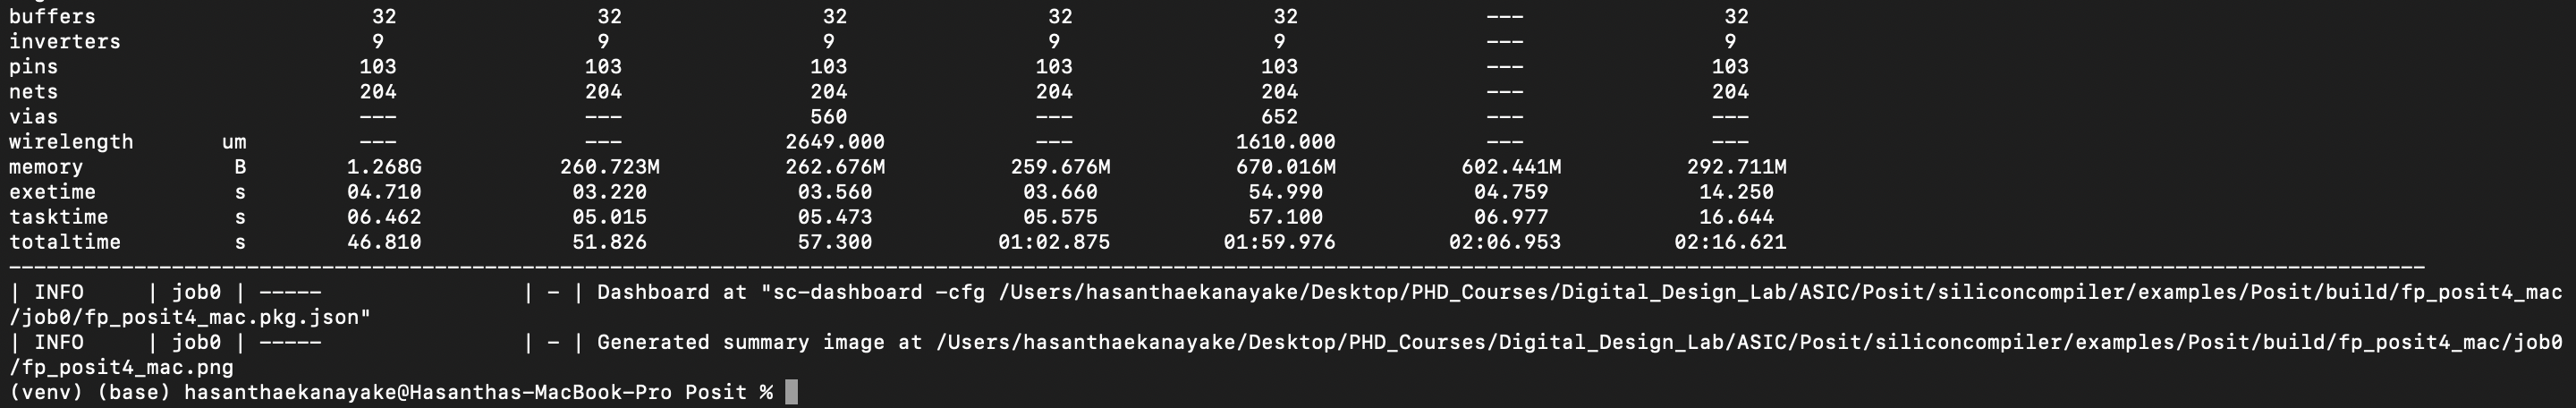 buffers 32 32 32 32 32 --- 32
inverters 9 9 9 9 9 --- 9
pins 103 103 103 103 103 --- 103
nets 204 204 204 204 204 --- 204
vias --- --- 560 --- 652 --- ---
wirelength um --- --- 2649.000 --- 1610.000 --- ---
memory B 1.268G 260.723M 262.676M 259.676M 670.016M 602.441M 292.711M
exetime s 04.710 03.220 03.560 03.660 54.990 04.759 14.250
tasktime s 06.462 05.015 05.473 05.575 57.100 06.977 16.644
totaltime s 46.810 51.826 57.300 01:02.875 01:59.976 02:06.953 02:16.621
| INFO | job0 | ----- | - | Dashboard at "sc-dashboard -cfg /Users/hasanthaekanayake/Desktop/PHD_Courses/Digital_Design_Lab/ASIC/Posit/siliconcompiler/examples/Posit/build/fp_posit4_mac
/job0/fp_posit4_mac.pkg.json"
| INFO | job0 | ----- | - | Generated summary image at /Users/hasanthaekanayake/Desktop/PHD_Courses/Digital_Design_Lab/ASIC/Posit/siliconcompiler/examples/Posit/build/fp_posit4_mac/job0
/fp_posit4_mac.png
(venv) (base) hasanthaekanayake@Hasanthas-MacBook-Pro Posit %